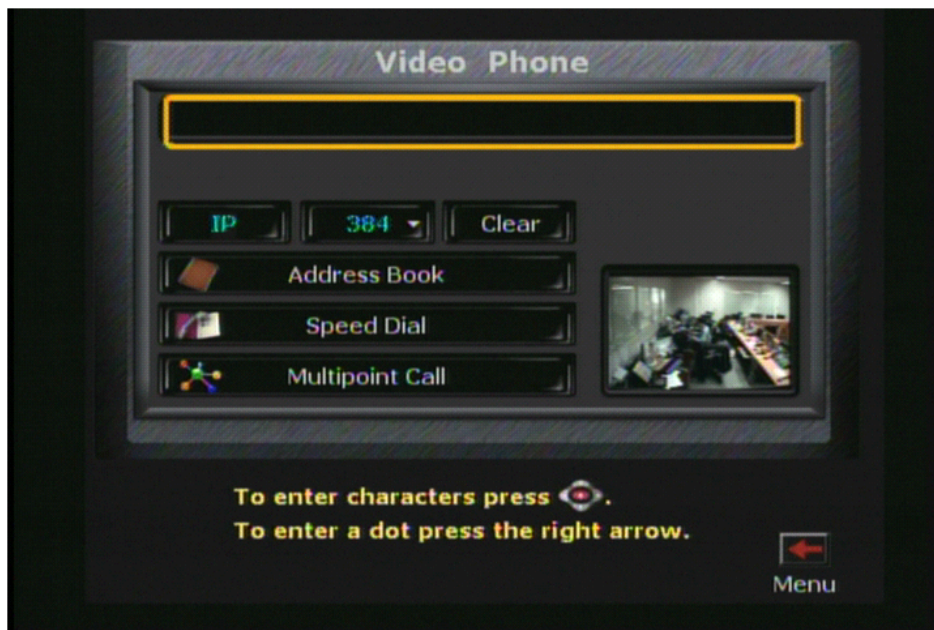 Video Phone
IP 384 Clear
Address Book
Speed Dial
Multipoint Call
To enter characters press .
To enter a dot press the right arrow.
Menu